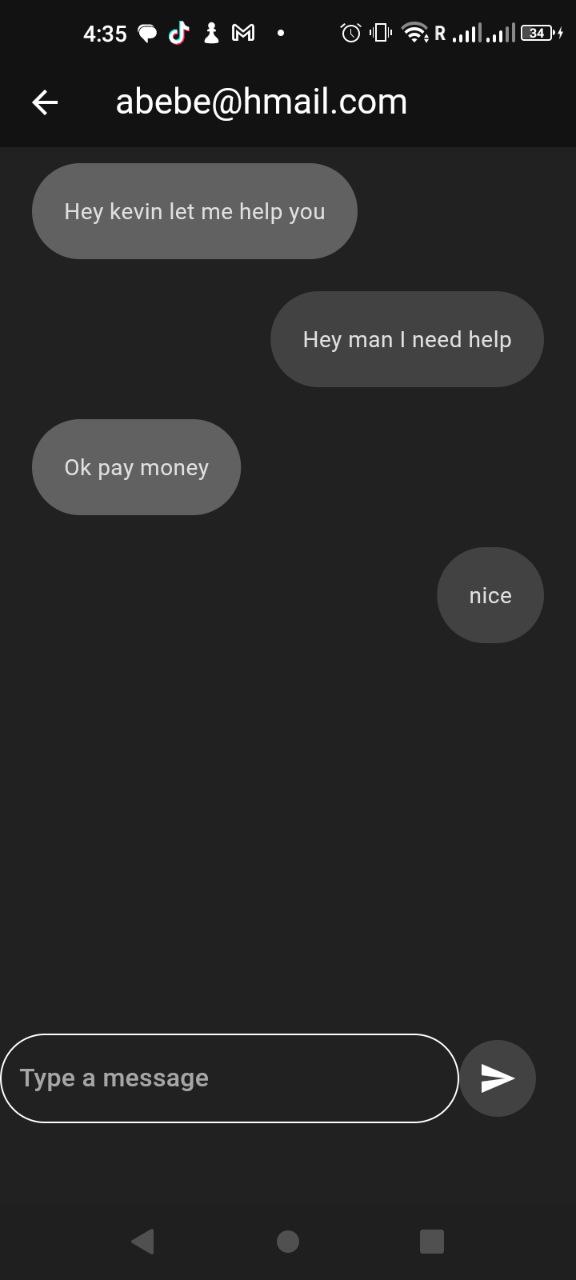 4:35 R 34
abebe@hmail.com
Hey kevin let me help you
Hey man I need help
Ok pay money
nice
Type a message